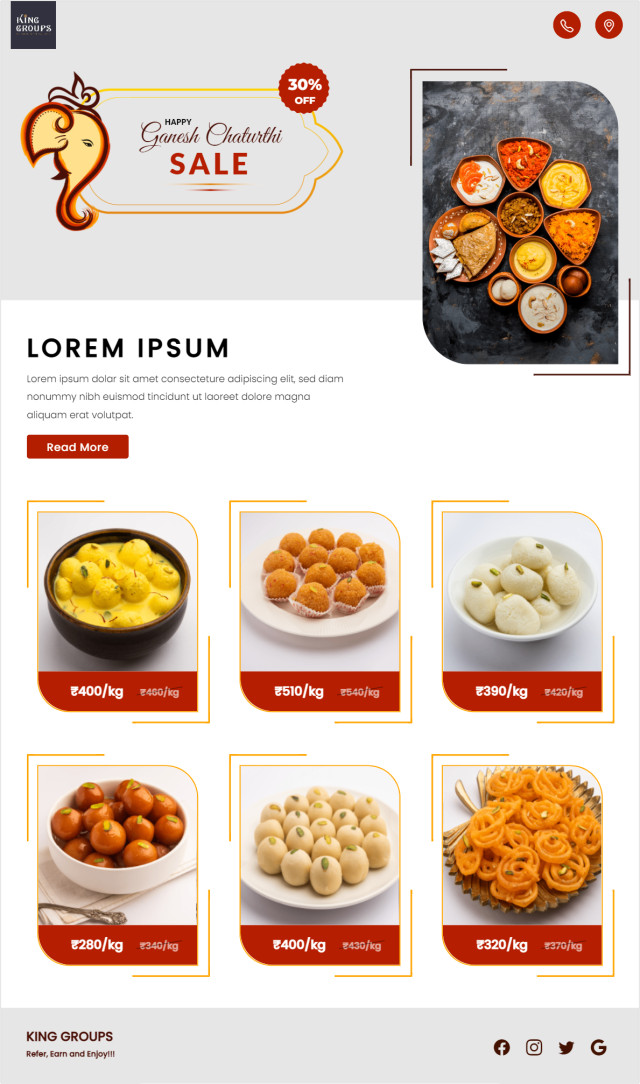 KING
GROUPS
30%
OFF
HAPPY
Ganesh Chaturthi
SALE
LOREM IPSUM
Lorem ipsum dolar sit amet consecteture adipiscing elit, sed diam
nonummy nibh euismod tincidunt ut laoreet dolore magna
aliquam erat volutpat.
Read More
₹400/kg ₹460/kg
₹510/kg ₹540/kg
₹390/kg ₹420/kg
₹280/kg ₹340/kg
₹400/kg ₹430/kg
₹320/kg ₹370/kg
KING GROUPS
Refer, Earn and Enjoy!!!